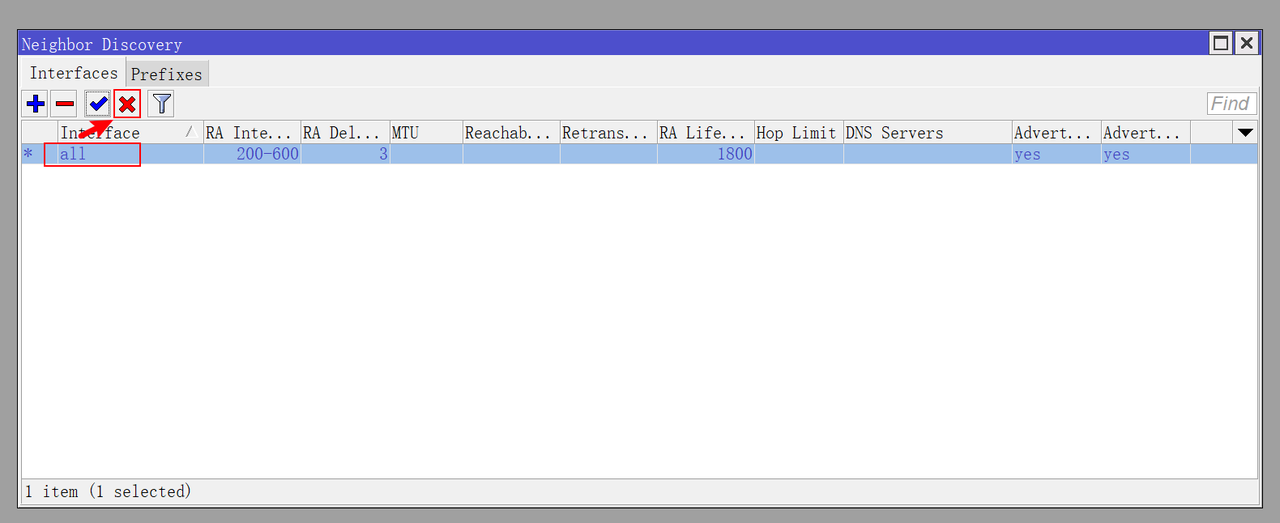 Neighbor Discovery
Interfaces Prefixes
Find
Interface RA Inte... RA Del... MTU Reachab... Retrans... RA Life... Hop Limit DNS Servers Advert... Advert...
* all 200-600 3 1800 yes yes
1 item (1 selected)